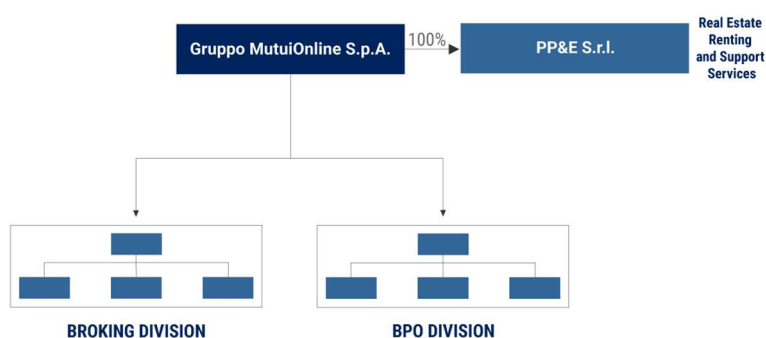 Gruppo MutuiOnline S.p.A.
100%
PP&E S.r.l.
Real Estate
Renting
and Support
Services
BROKING DIVISION
BPO DIVISION